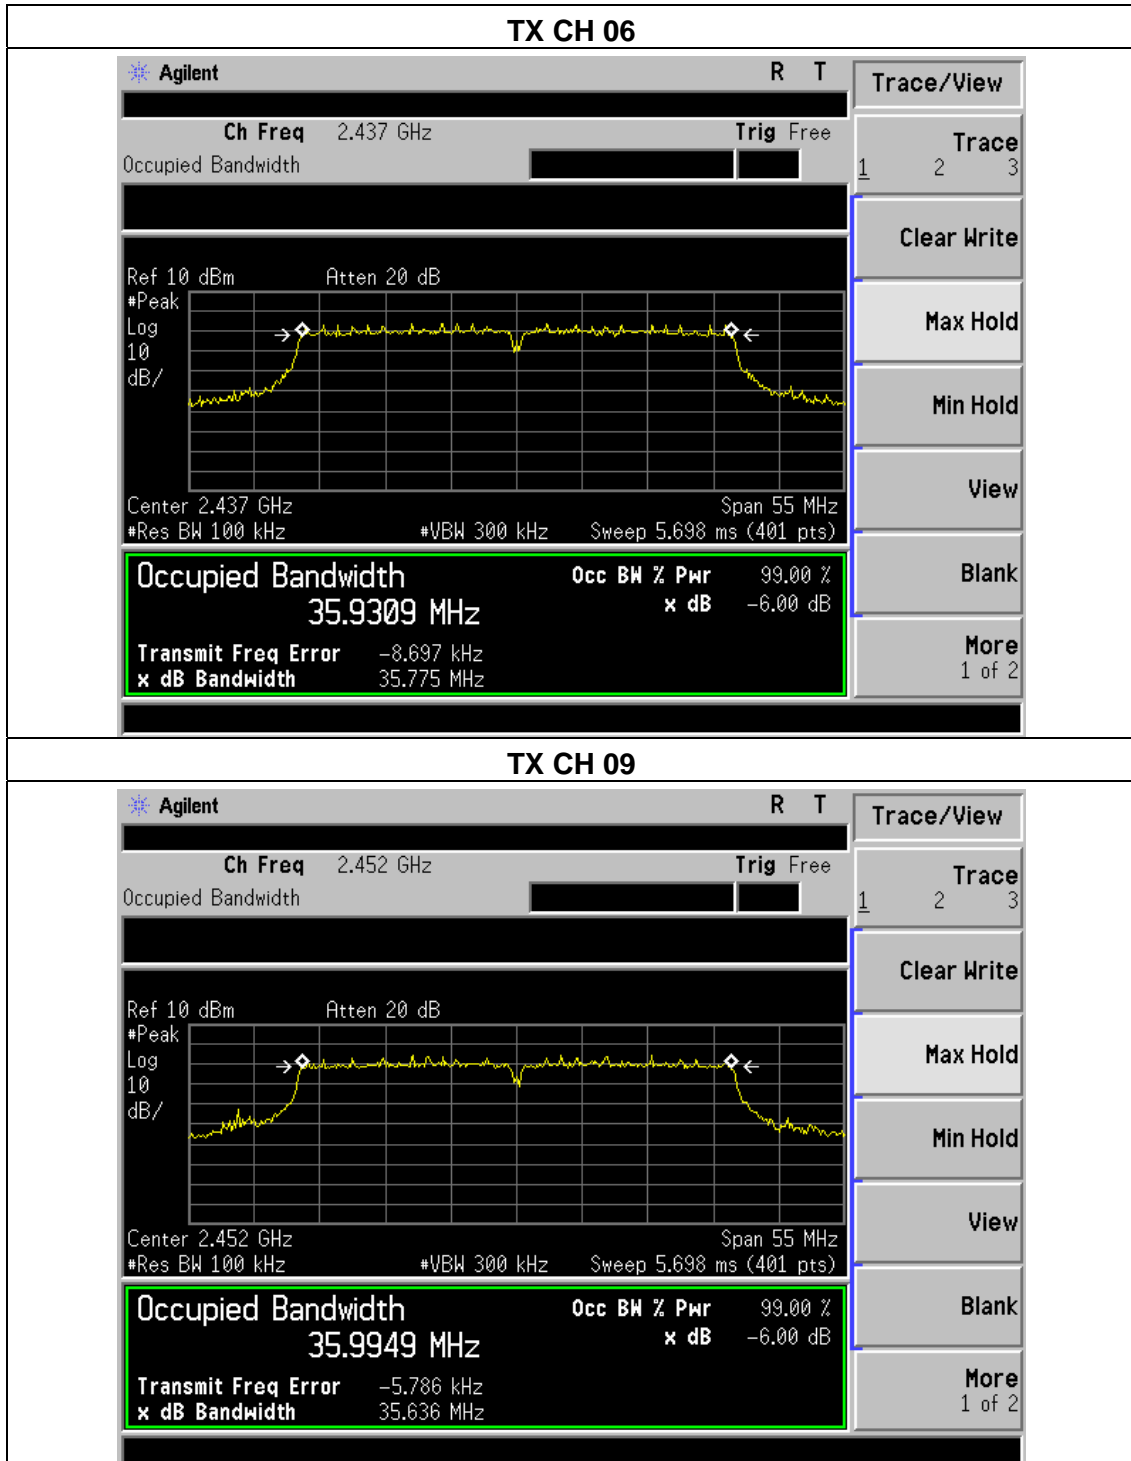 TX CH 06
Agilent R T
Trace/View
Ch Freq 2.437 GHz Trig Free
Occupied Bandwidth
Trace
1 2 3
Clear Write
Max Hold
Min Hold
View
Blank
More
1 of 2
Ref 10 dBm Atten 20 dB
#Peak
Log
10
dB/
Center 2.437 GHz Span 55 MHz
#Res BW 100 kHz #VBW 300 kHz Sweep 5.698 ms (401 pts)
Occupied Bandwidth Occ BW % Pwr 99.00 %
35.9309 MHz x dB -6.00 dB
Transmit Freq Error -8.697 kHz
x dB Bandwidth 35.775 MHz
TX CH 09
Agilent R T
Trace/View
Ch Freq 2.452 GHz Trig Free
Occupied Bandwidth
Trace
1 2 3
Clear Write
Max Hold
Min Hold
View
Blank
More
1 of 2
Ref 10 dBm Atten 20 dB
#Peak
Log
10
dB/
Center 2.452 GHz Span 55 MHz
#Res BW 100 kHz #VBW 300 kHz Sweep 5.698 ms (401 pts)
Occupied Bandwidth Occ BW % Pwr 99.00 %
35.9949 MHz x dB -6.00 dB
Transmit Freq Error -5.786 kHz
x dB Bandwidth 35.636 MHz